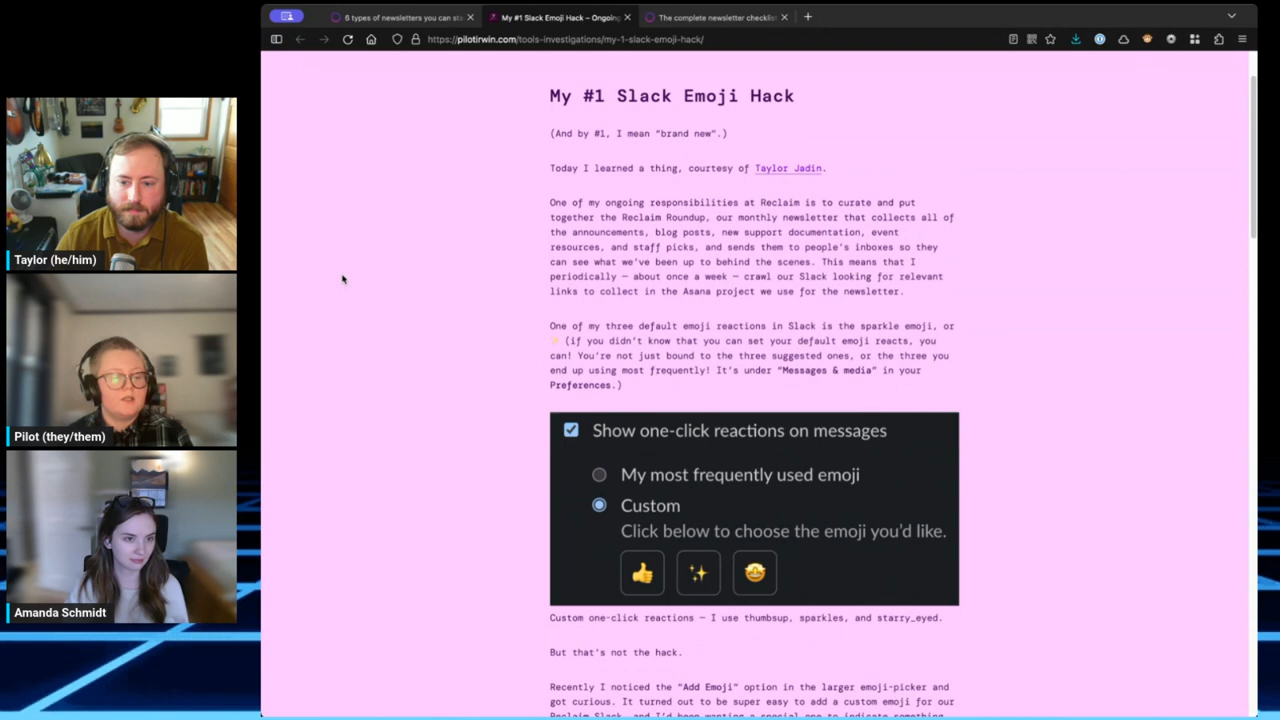 6 types of newsletters you can sta
My #1 Slack Emoji Hack – Ongoing
The complete newsletter checklist
https://pilotirwin.com/tools-investigations/my-1-slack-emoji-hack/
Taylor (he/him)
Pilot (they/them)
Amanda Schmidt
My #1 Slack Emoji Hack
(And by #1, I mean “brand new”.)
Today I learned a thing, courtesy of Taylor Jadin.
One of my ongoing responsibilities at Reclaim is to curate and put
together the Reclaim Roundup, our monthly newsletter that collects all of
the announcements, blog posts, new support documentation, event
resources, and staff picks, and sends them to people’s inboxes so they
can see what we’ve been up to behind the scenes. This means that I
periodically — about once a week — crawl our Slack looking for relevant
links to collect in the Asana project we use for the newsletter.
One of my three default emoji reactions in Slack is the sparkle emoji, or
✨ (if you didn’t know that you can set your default emoji reacts, you
can! You’re not just bound to the three suggested ones, or the three you
end up using most frequently! It’s under “Messages & media” in your
Preferences.)
Show one-click reactions on messages
My most frequently used emoji
Custom
Click below to choose the emoji you’d like.
Custom one-click reactions — I use thumbsup, sparkles, and starry_eyed.
But that’s not the hack.
Recently I noticed the “Add Emoji” option in the larger emoji-picker and
got curious. It turned out to be super easy to add a custom emoji for our
Reclaim Slack, and I’d been wanting a special one to indicate something